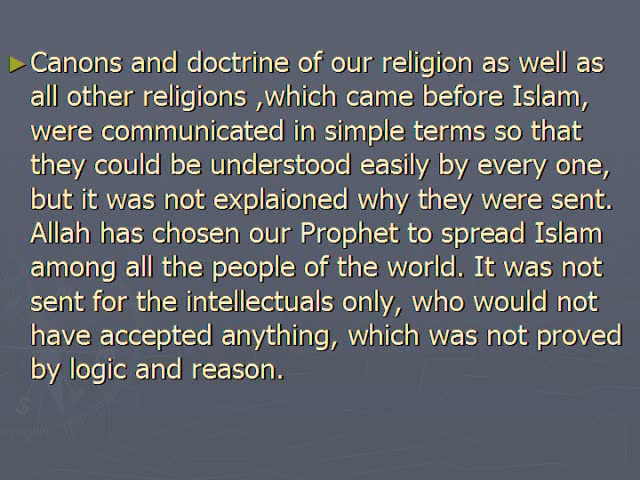 Canons and doctrine of our religion as well as
all other religions ,which came before Islam,
were communicated in simple terms so that
they could be understood easily by every one,
but it was not explaioned why they were sent.
Allah has chosen our Prophet to spread Islam
among all the people of the world. It was not
sent for the intellectuals only, who would not
have accepted anything, which was not proved
by logic and reason.